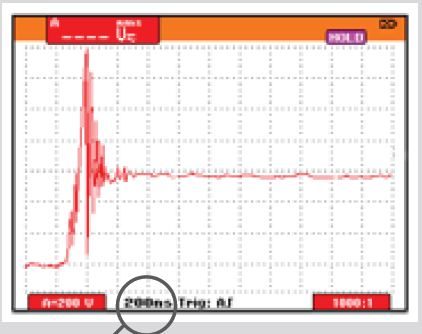 A
---- V
HOLD
A=200 V 200ns Trig: A∫ 1000:1